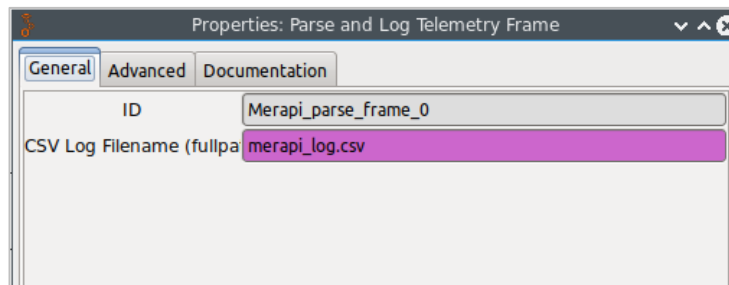 Properties: Parse and Log Telemetry Frame
General Advanced Documentation
ID Merapi_parse_frame_0
CSV Log Filename (fullpa merapi_log.csv